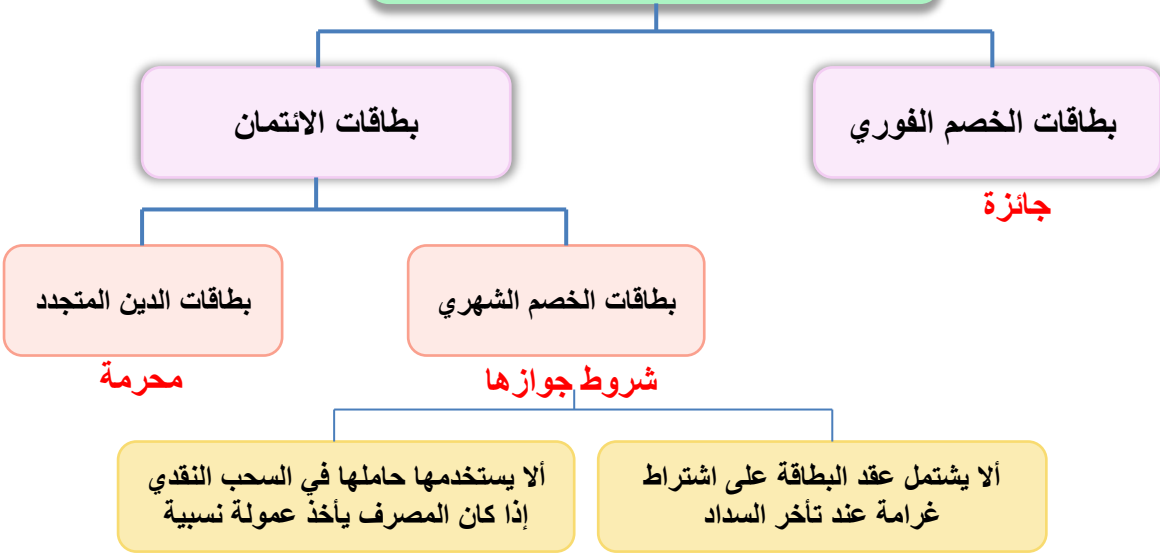 بطاقات الخصم الفوري
بطاقات الائتمان
جائزة
بطاقات الخصم الشهري
بطاقات الدين المتجدد
شروط جوازها
محرمة
ألا يشتمل عقد البطاقة على اشتراط
غرامة عند تأخر السداد
ألا يستخدمها حاملها في السحب النقدي
إذا كان المصرف يأخذ عمولة نسبية